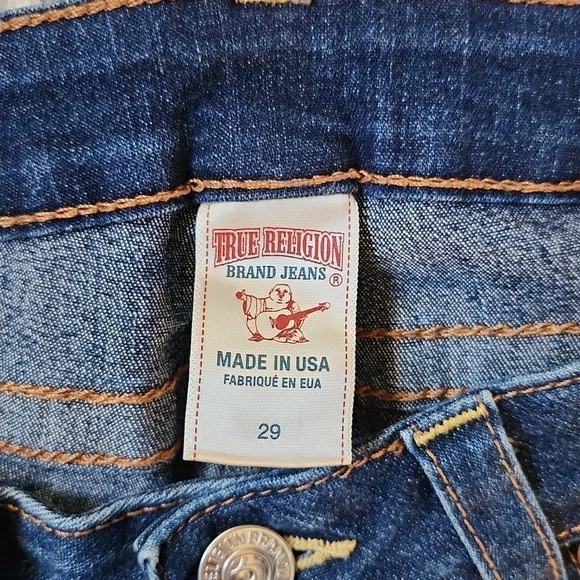 TRUE RELIGION
BRAND JEANS ®
MADE IN USA
FABRIQUÉ EN EUA
29